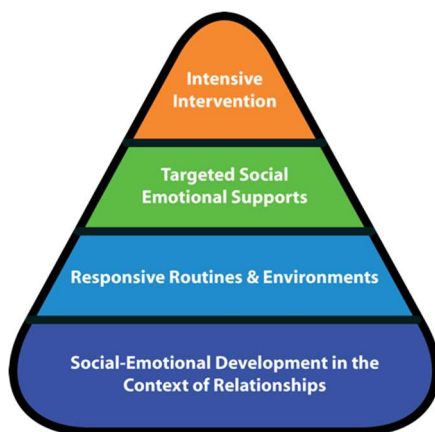 Intensive
Intervention
Targeted Social
Emotional Supports
Responsive Routines & Environments
Social-Emotional Development in the
Context of Relationships